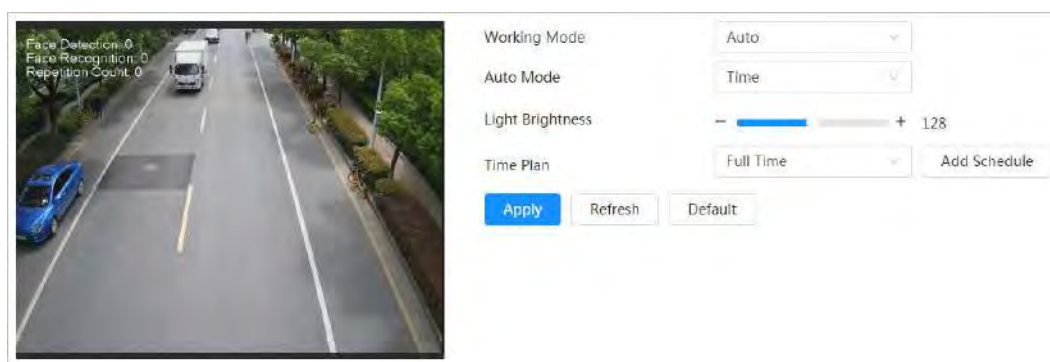 Face Detection: 0
Face Recognition: 0
Repetition Count: 0
Working Mode Auto
Auto Mode Time
Light Brightness - + 128
Time Plan Full Time Add Schedule
Apply Refresh Default